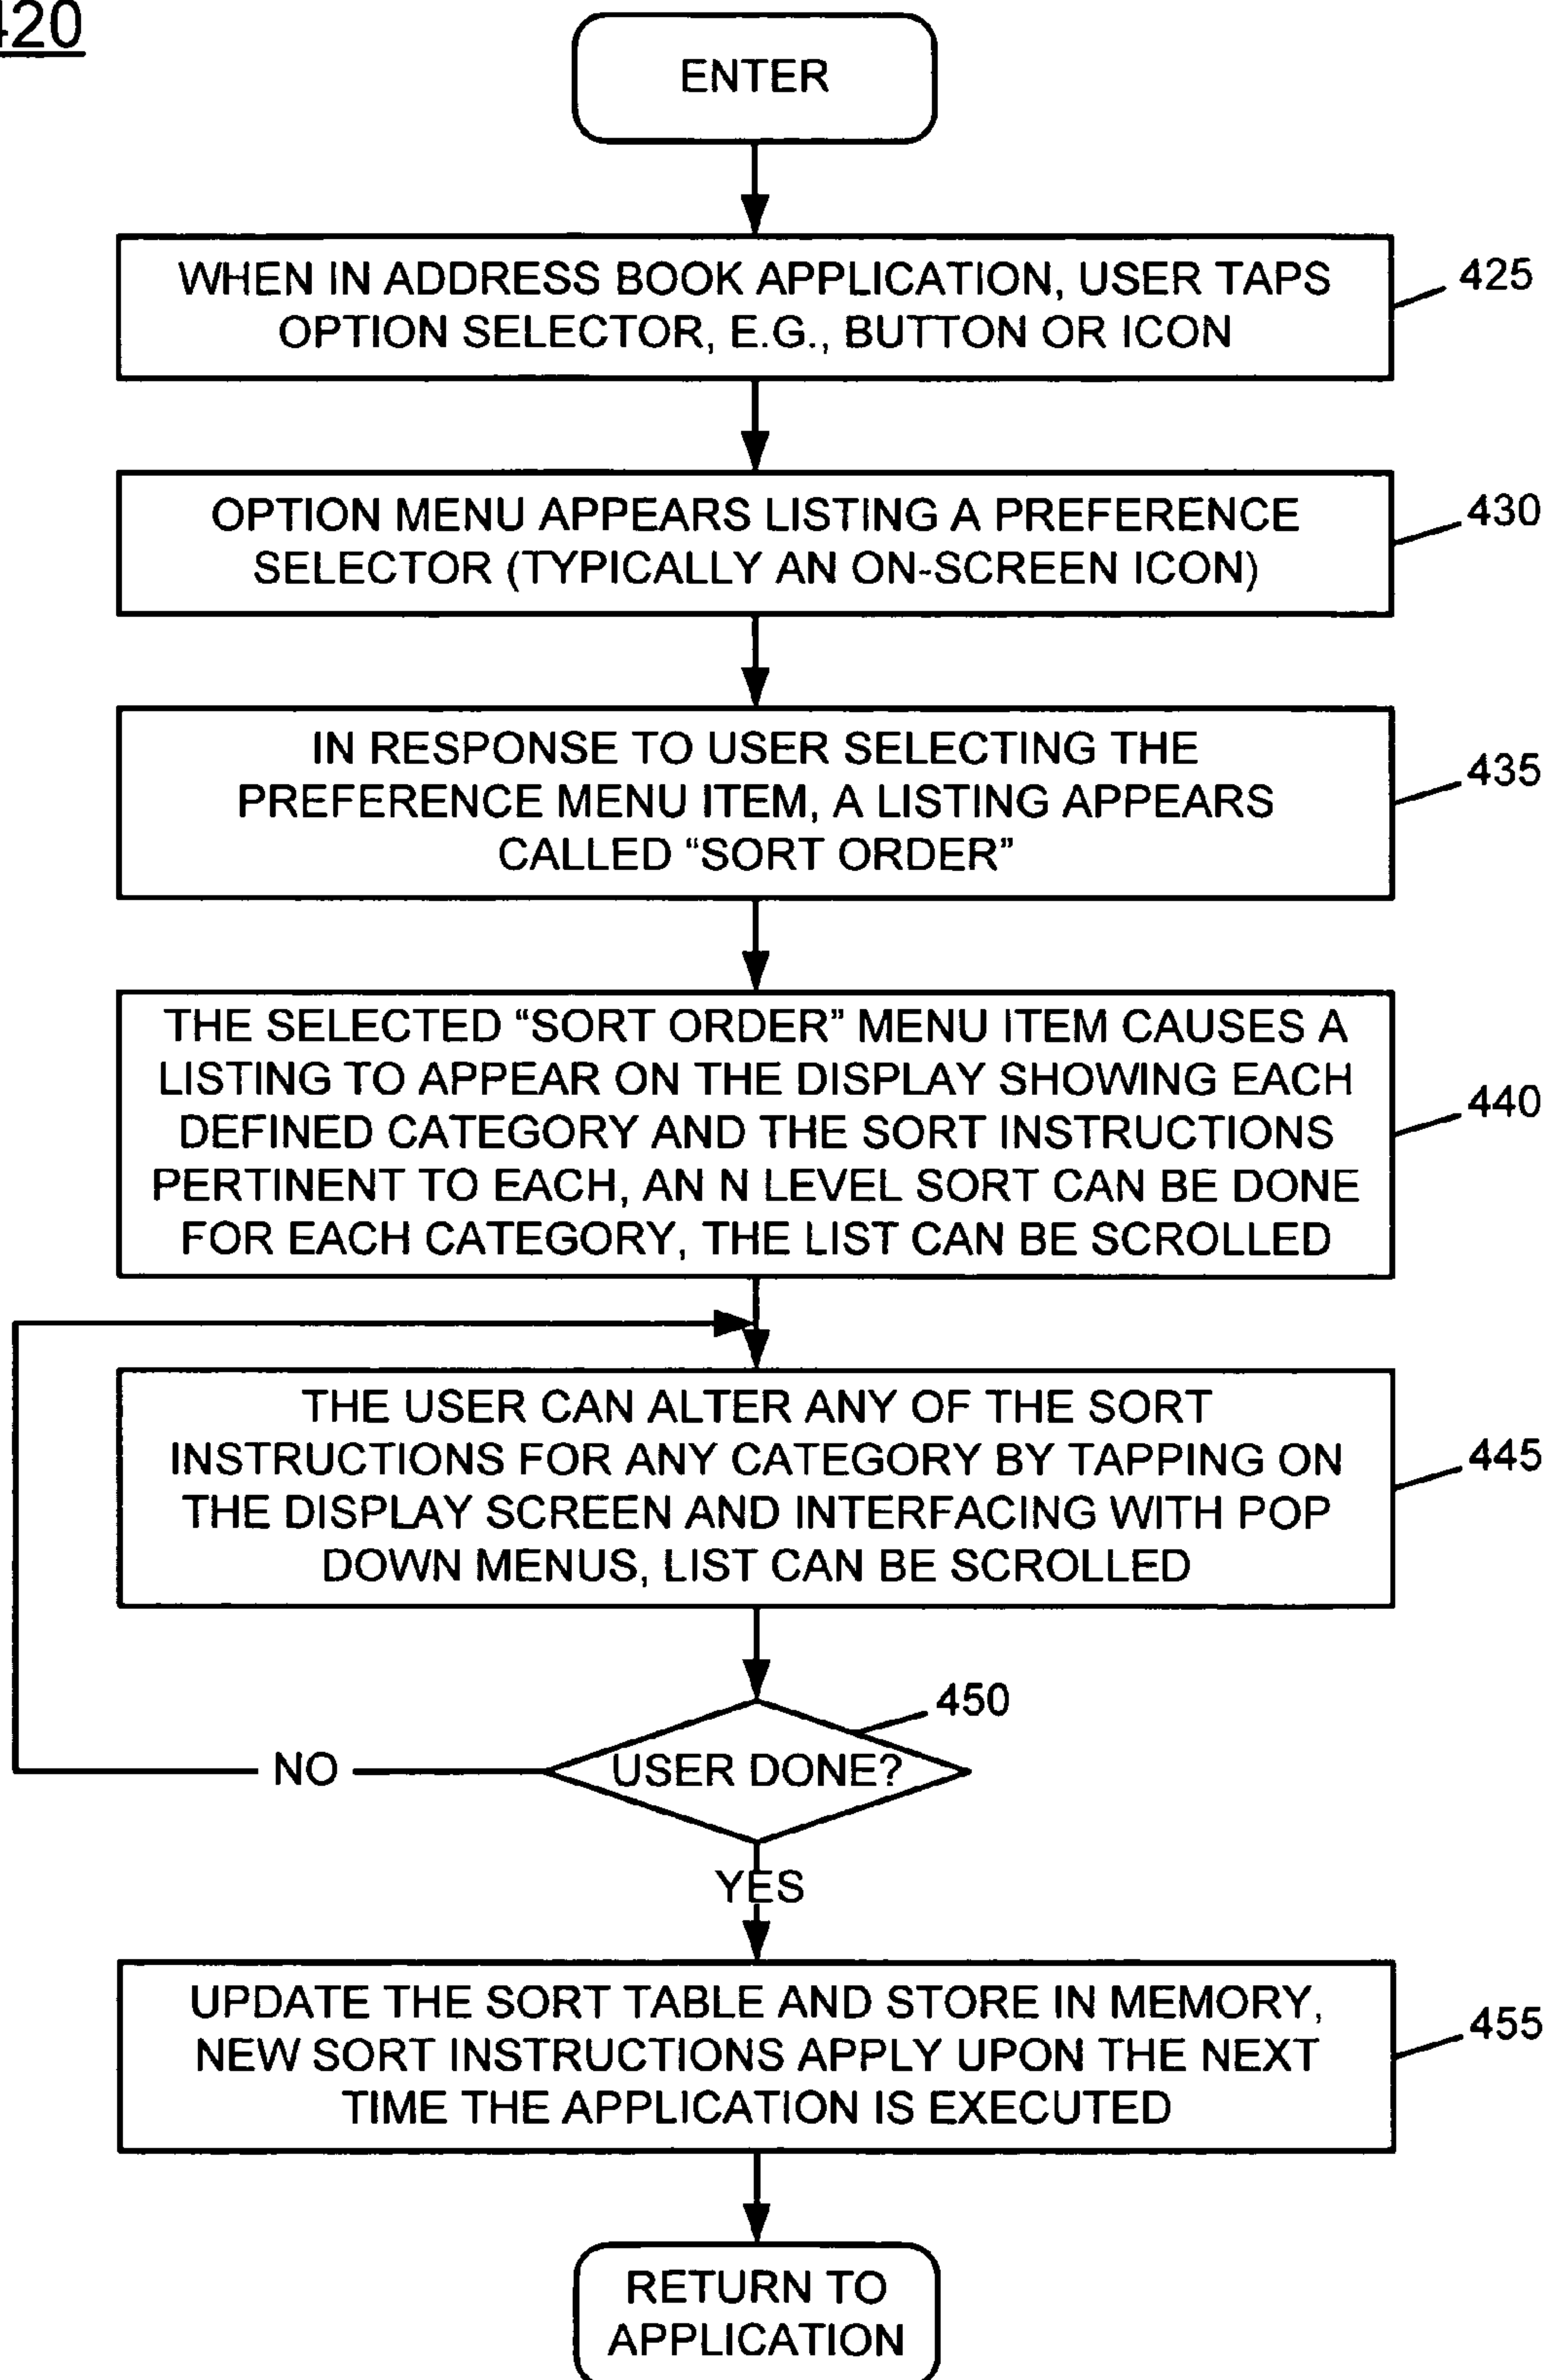 420
ENTER
WHEN IN ADDRESS BOOK APPLICATION, USER TAPS
OPTION SELECTOR, E.G., BUTTON OR ICON
425
OPTION MENU APPEARS LISTING A PREFERENCE
SELECTOR (TYPICALLY AN ON-SCREEN ICON)
430
IN RESPONSE TO USER SELECTING THE
PREFERENCE MENU ITEM, A LISTING APPEARS
CALLED “SORT ORDER”
435
THE SELECTED “SORT ORDER” MENU ITEM CAUSES A
LISTING TO APPEAR ON THE DISPLAY SHOWING EACH
DEFINED CATEGORY AND THE SORT INSTRUCTIONS
PERTINENT TO EACH, AN N LEVEL SORT CAN BE DONE
FOR EACH CATEGORY, THE LIST CAN BE SCROLLED
440
THE USER CAN ALTER ANY OF THE SORT
INSTRUCTIONS FOR ANY CATEGORY BY TAPPING ON
THE DISPLAY SCREEN AND INTERFACING WITH POP
DOWN MENUS, LIST CAN BE SCROLLED
445
450
USER DONE?
NO
YES
UPDATE THE SORT TABLE AND STORE IN MEMORY,
NEW SORT INSTRUCTIONS APPLY UPON THE NEXT
TIME THE APPLICATION IS EXECUTED
455
RETURN TO
APPLICATION